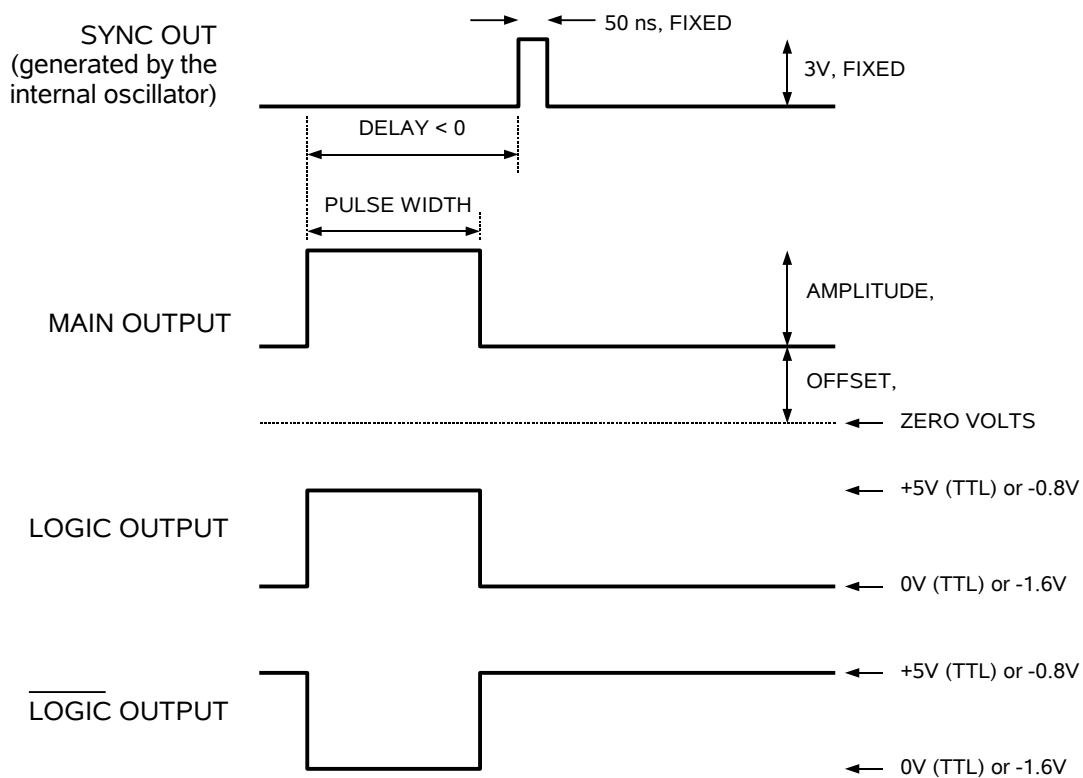 SYNC OUT
(generated by the
internal oscillator)
50 ns, FIXED
3V, FIXED
DELAY < 0
PULSE WIDTH
MAIN OUTPUT
AMPLITUDE,
OFFSET,
ZERO VOLTS
LOGIC OUTPUT
+5V (TTL) or -0.8V
0V (TTL) or -1.6V
LOGIC OUTPUT
+5V (TTL) or -0.8V
0V (TTL) or -1.6V